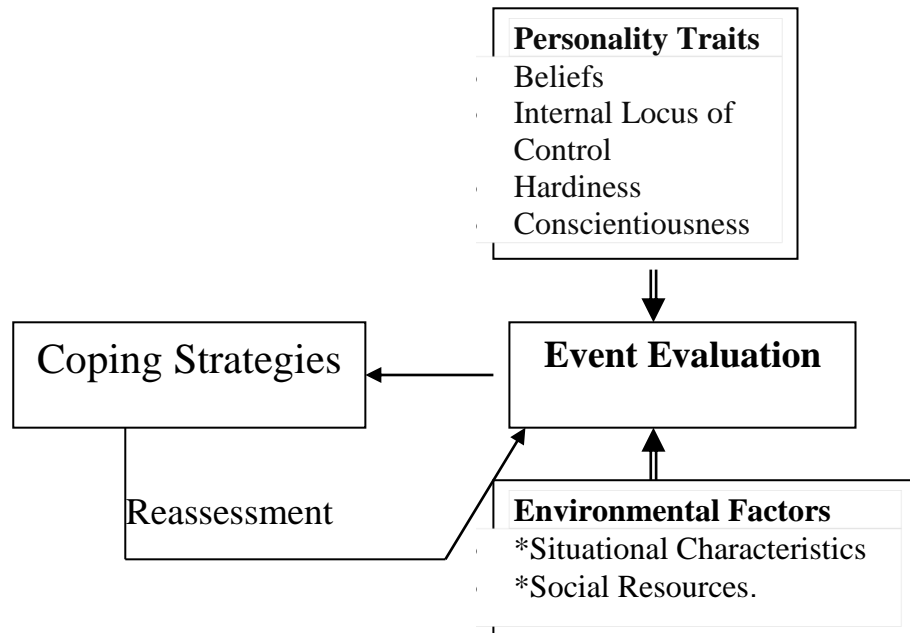 Personality Traits
Beliefs
Internal Locus of
Control
Hardiness
Conscientiousness
Coping Strategies
Event Evaluation
Reassessment
Environmental Factors
*Situational Characteristics
*Social Resources.